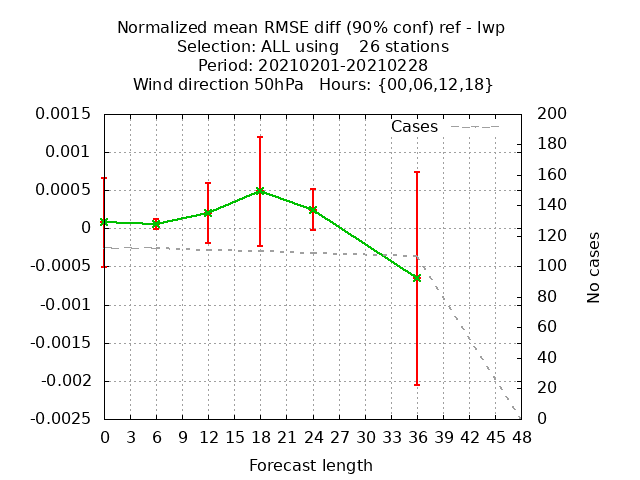 Normalized mean RMSE diff (90% conf) ref - lwp
Selection: ALL using    26 stations
Period: 20210201-20210228
Wind direction 50hPa   Hours: {00,06,12,18}
Cases
0.0015
0.001
0.0005
0
-0.0005
-0.001
-0.0015
-0.002
-0.0025
200
180
160
140
120
100
80
60
40
20
0
No cases
0 3 6 9 12 15 18 21 24 27 30 33 36 39 42 45 48
Forecast length